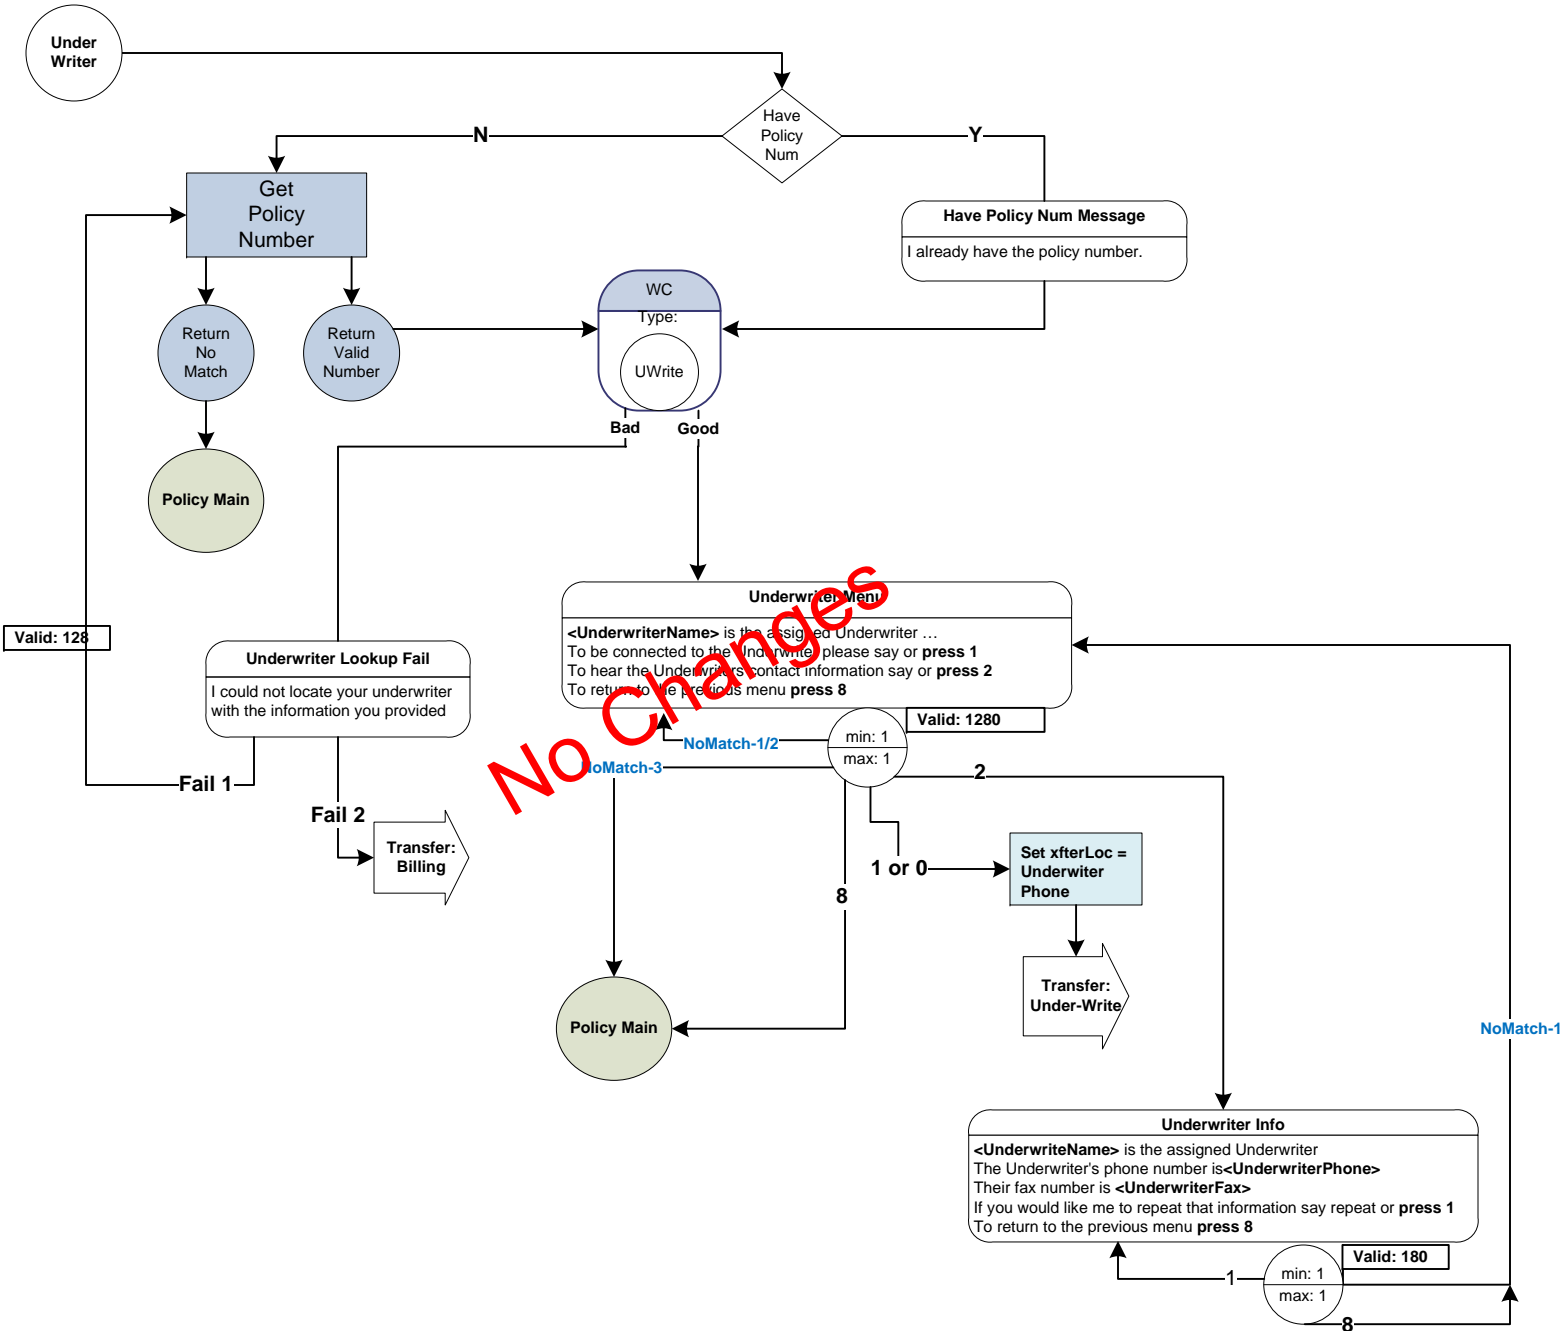 Under
Writer
Have
Policy
Num
N
Y
Get
Policy
Number
Have Policy Num Message
I already have the policy number.
WC
Type:
UWrite
Return
No
Match
Return
Valid
Number
Bad
Good
Policy Main
Valid: 128
Underwriter Lookup Fail
I could not locate your underwriter
with the information you provided
Fail 1
Fail 2
Transfer:
Billing
Underwriter Menu
<UnderwriterName> is the assigned Underwriter …
To be connected to the Underwriter please say or press 1
To hear the Underwriters contact information say or press 2
To return to the previous menu press 8
No Changes
Valid: 1280
min: 1
max: 1
NoMatch-1/2
NoMatch-3
2
1 or 0
8
Set xfterLoc =
Underwiter
Phone
Transfer:
Under-Write
Policy Main
NoMatch-1
Underwriter Info
<UnderwriteName> is the assigned Underwriter
The Underwriter's phone number is<UnderwriterPhone>
Their fax number is <UnderwriterFax>
If you would like me to repeat that information say repeat or press 1
To return to the previous menu press 8
Valid: 180
min: 1
max: 1
1
8